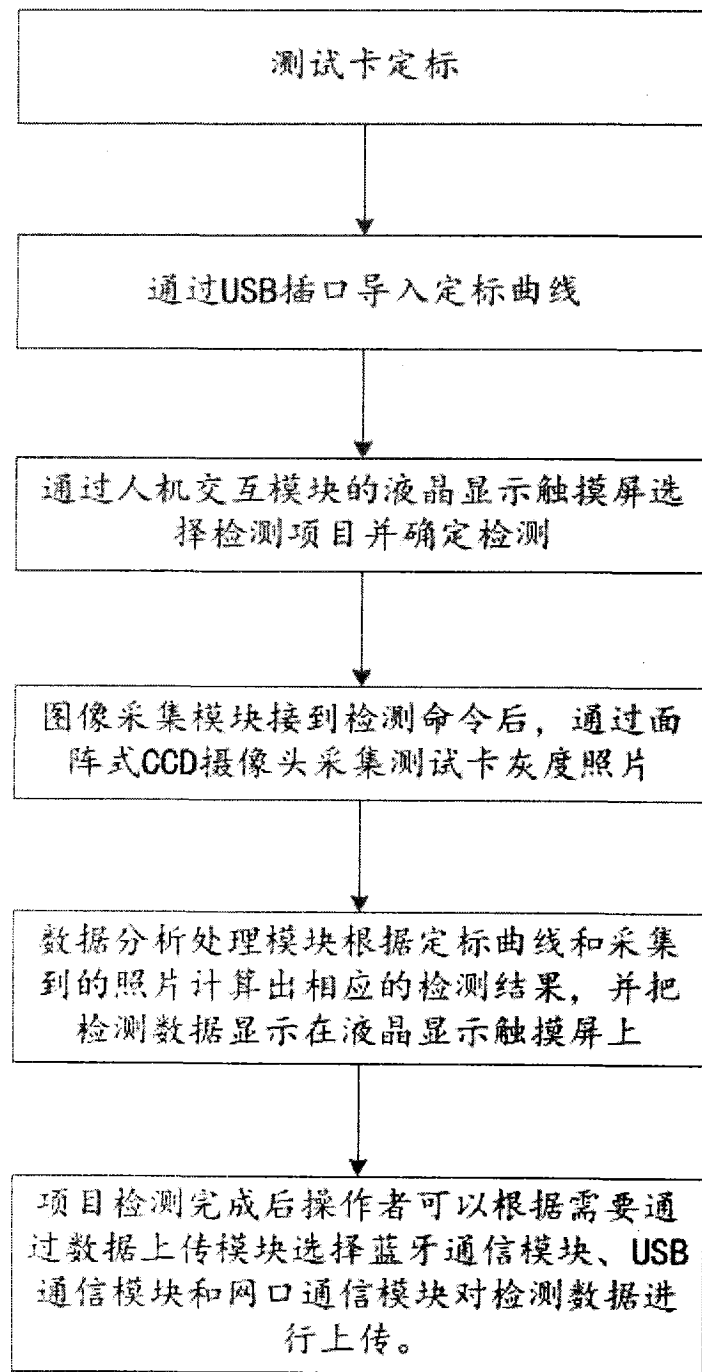 测试卡定标
通过USB插口导入定标曲线
通过人机交互模块的液晶显示触摸屏选
择检测项目并确定检测
图像采集模块接到检测命令后，通过面
阵式CCD摄像头采集测试卡灰度照片
数据分析处理模块根据定标曲线和采集
到的照片计算出相应的检测结果，并把
检测数据显示在液晶显示触摸屏上
项目检测完成后操作者可以根据需要通
过数据上传模块选择蓝牙通信模块、USB
通信模块和网口通信模块对检测数据进
行上传。